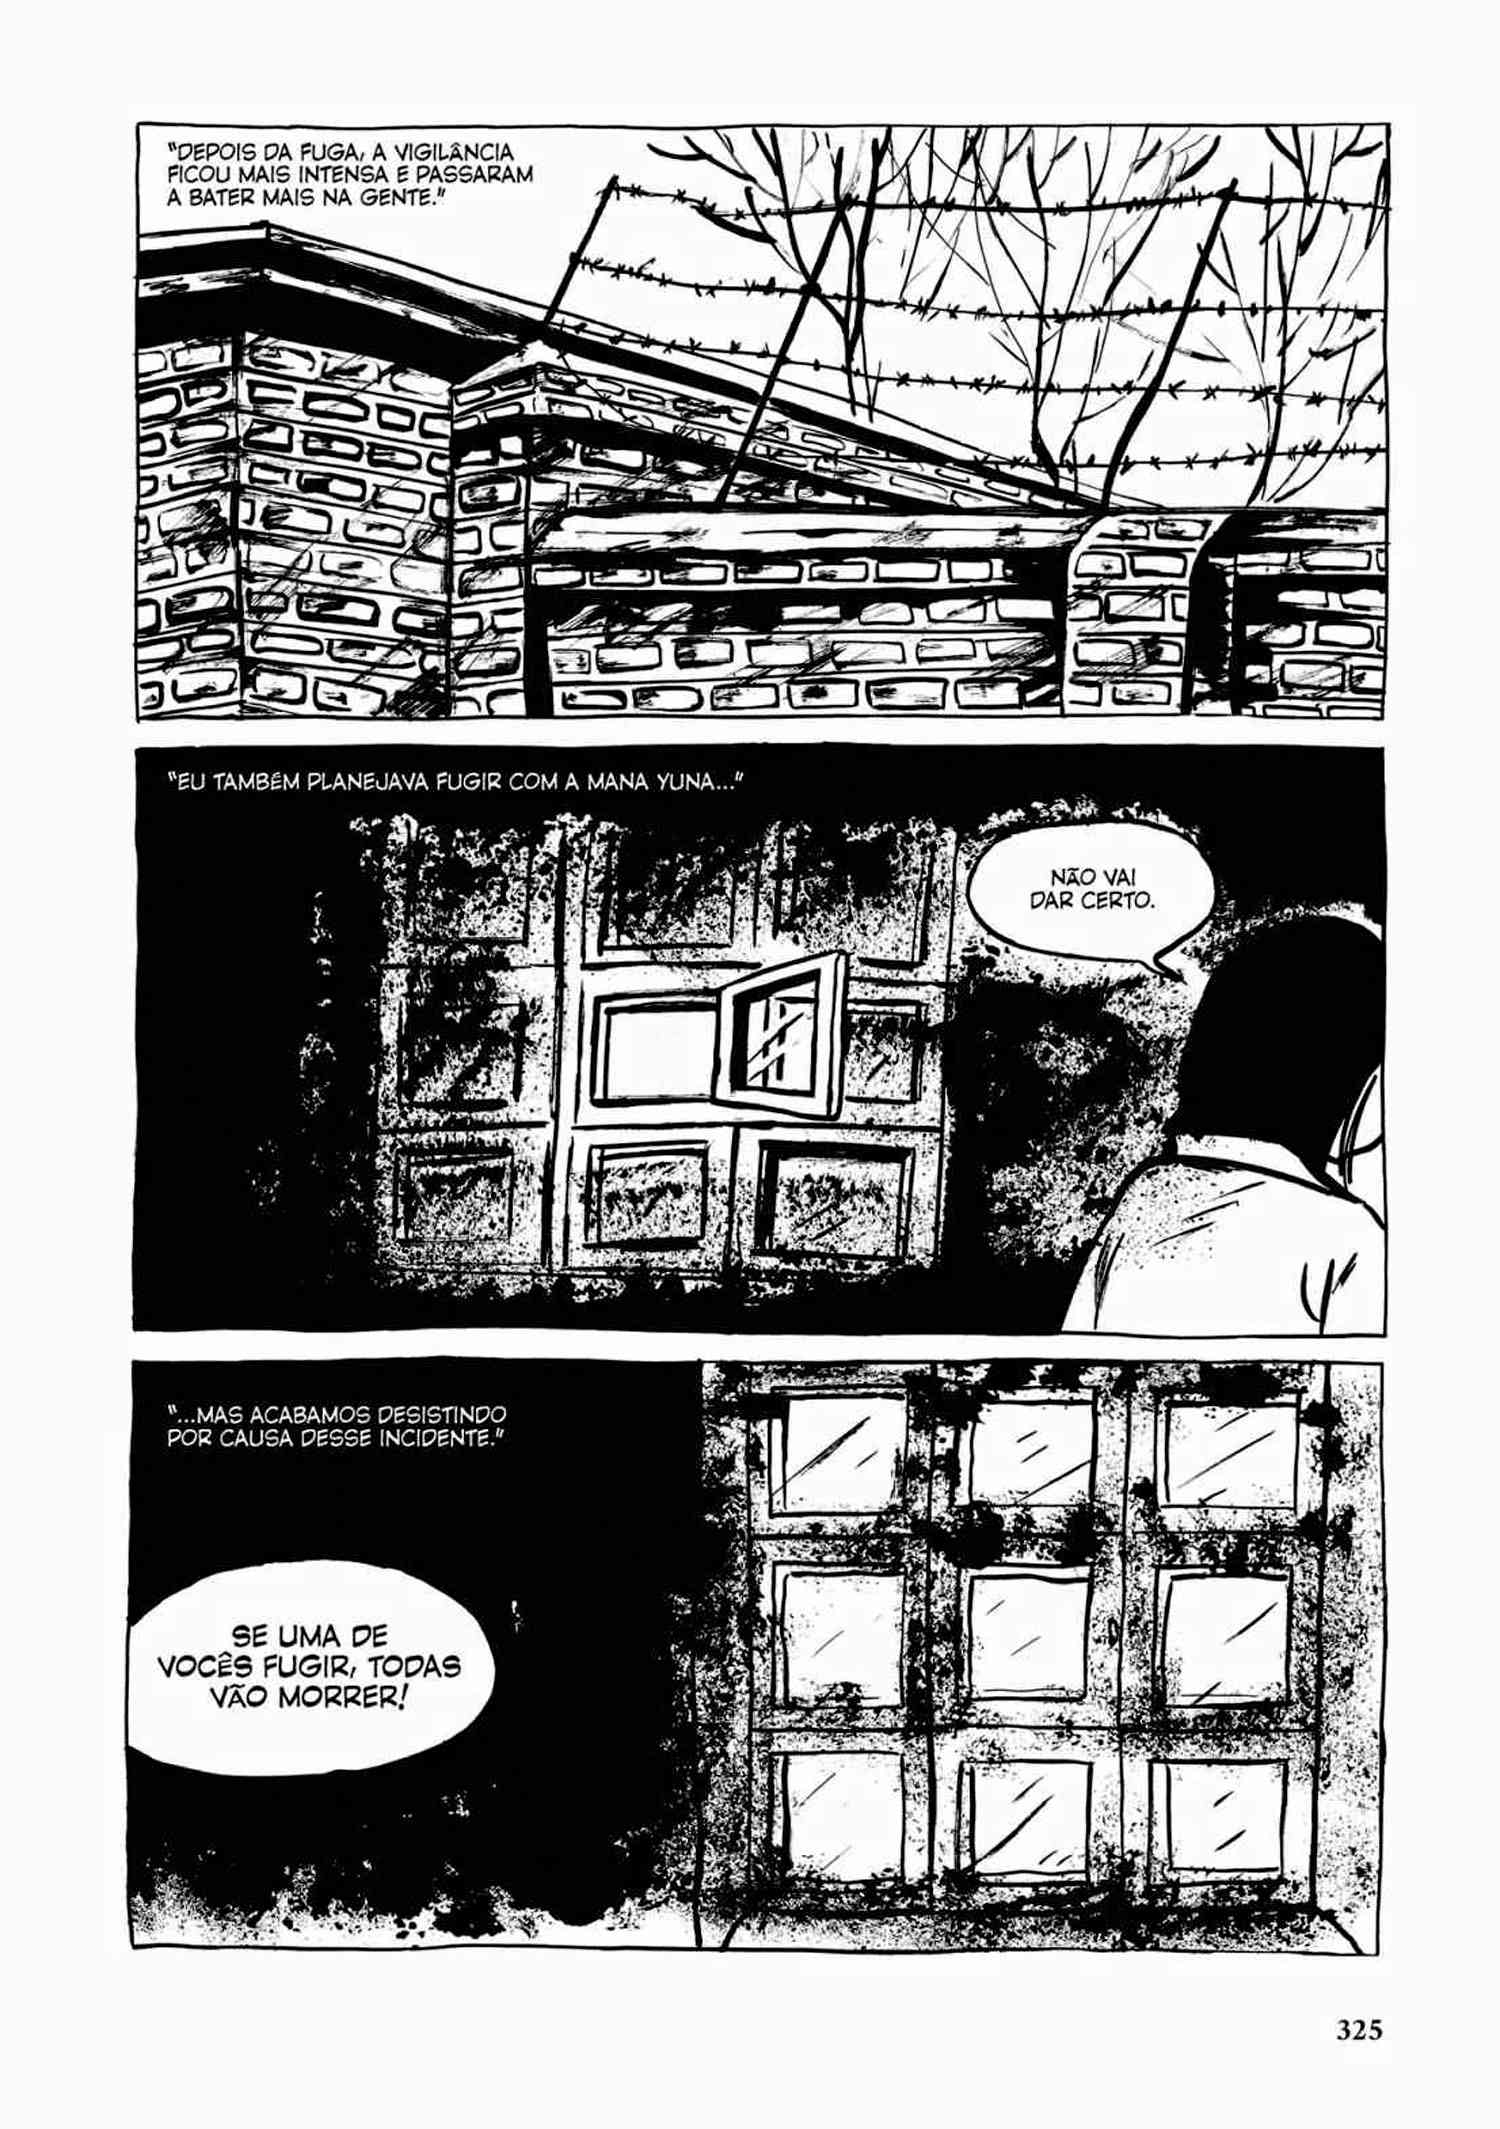 "DEPOIS DA FUGA, A VIGILÂNCIA
FICOU MAIS INTENSA E PASSARAM
A BATER MAIS NA GENTE."
"EU TAMBÉM PLANEJAVA FUGIR COM A MANA YUNA..."
NÃO VAI
DAR CERTO.
"...MAS ACABAMOS DESISTINDO
POR CAUSA DESSE INCIDENTE."
SE UMA DE
VOCÊS FUGIR, TODAS
VÃO MORRER!
325